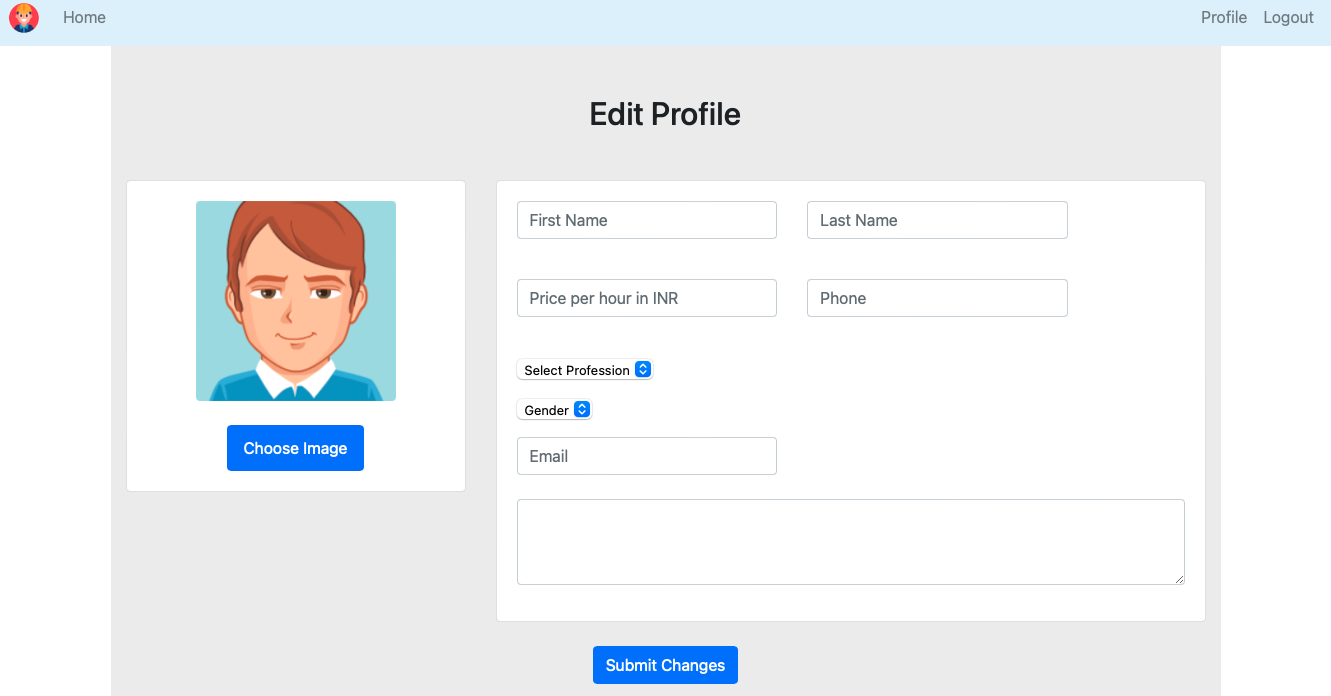 Home Profile Logout
Edit Profile
Choose Image
First Name Last Name
Price per hour in INR Phone
Select Profession
Gender
Email
Submit Changes